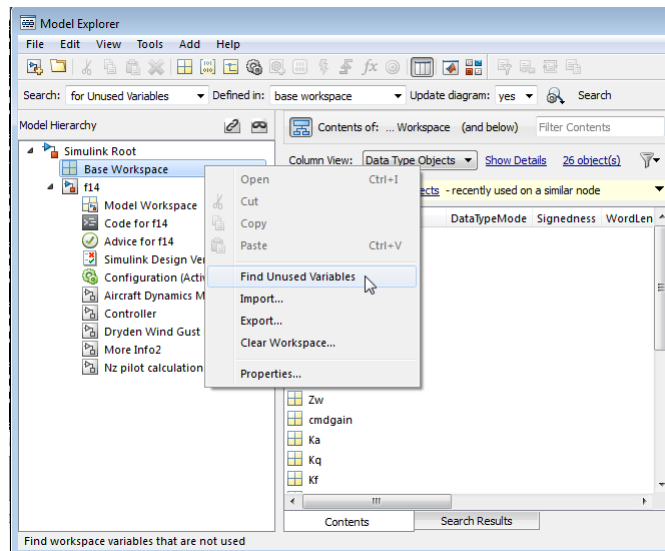 Model Explorer
File Edit View Tools Add Help
fx
Search: for Unused Variables Defined in: base workspace Update diagram: yes Search
Model Hierarchy
Contents of: ... Workspace (and below) Filter Contents
Simulink Root
Column View: Data Type Objects Show Details 26 object(s)
Base Workspace
f14
- recently used on a similar node
Model Workspace
DataTypeMode Signedness WordLen
Code for f14
Advice for f14
Simulink Design Ve
Configuration (Activ
Aircraft Dynamics M
Controller
Dryden Wind Gust
More Info2
Nz pilot calculation
Open Ctrl+I
Cut
Copy
Paste Ctrl+V
Find Unused Variables
Import...
Export...
Clear Workspace...
Properties...
Zw
cmdgain
Ka
Kq
Kf
Contents Search Results
Find workspace variables that are not used